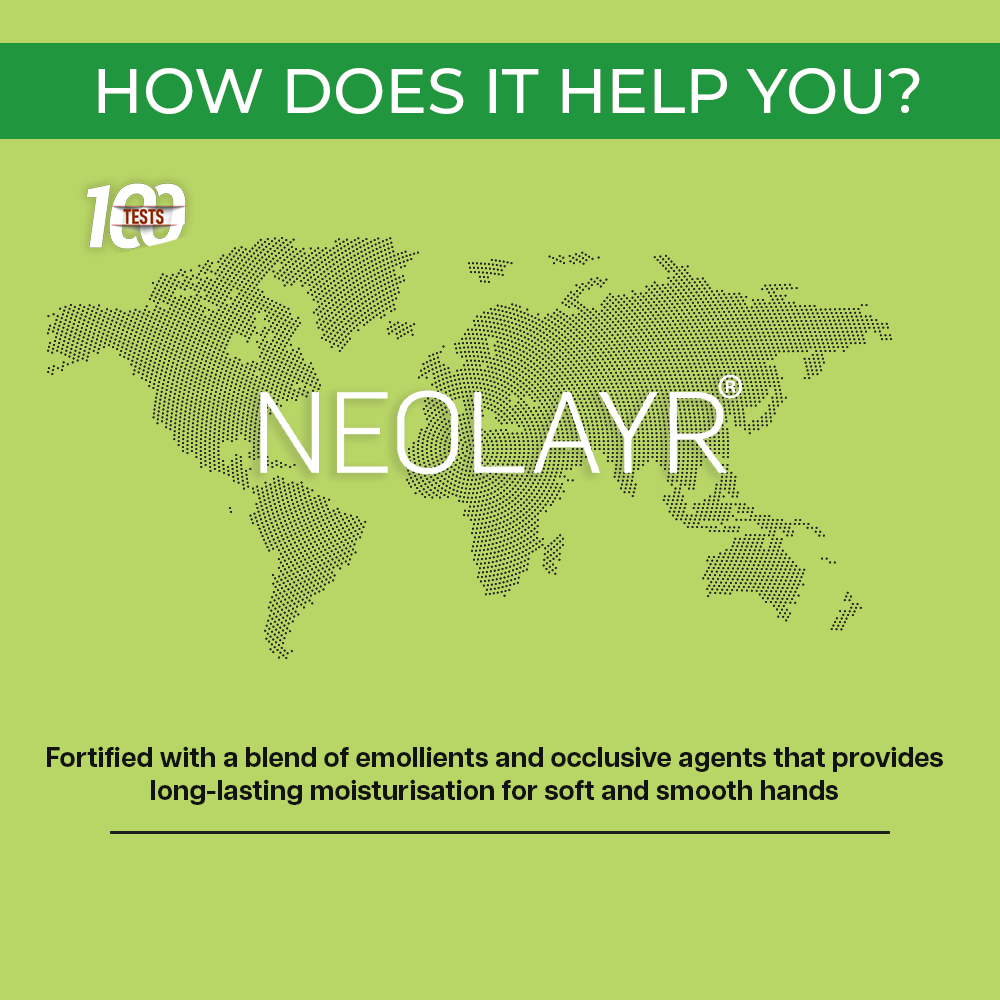 HOW DOES IT HELP YOU?
100
TESTS
NEOLAYR®
Fortified with a blend of emollients and occlusive agents that provides
long-lasting moisturisation for soft and smooth hands